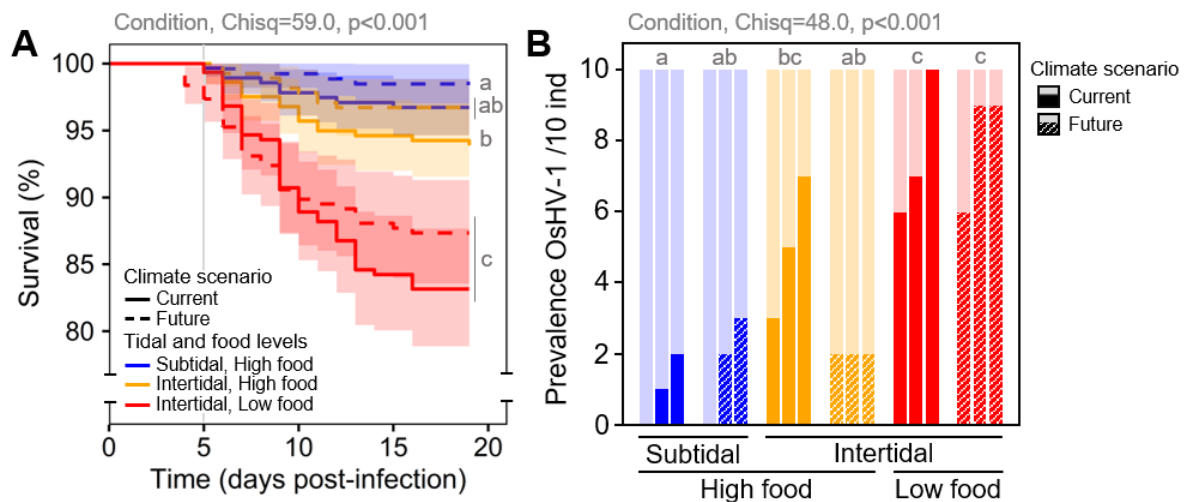 Condition, Chisq=59.0, p<0.001
A
100
95
90
85
80
Survival (%)
a
ab
b
c
Climate scenario
Current
Future
Tidal and food levels
Subtidal, High food
Intertidal, High food
Intertidal, Low food
0 5 10 15 20
Time (days post-infection)
Condition, Chisq=48.0, p<0.001
B
a ab bc ab c c
10
8
6
4
2
0
Prevalence OsHV-1 /10 ind
Subtidal Intertidal
High food Low food
Climate scenario
Current
Future